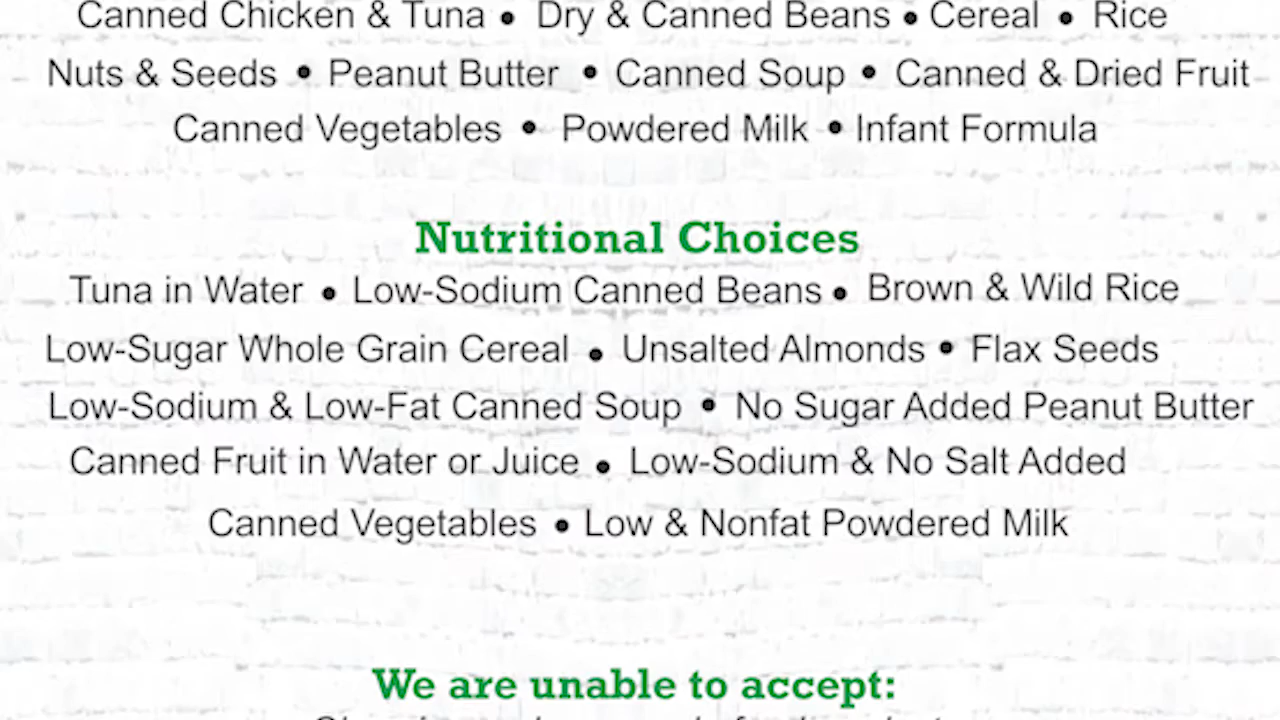 Canned Chicken & Tuna • Dry & Canned Beans • Cereal • Rice
Nuts & Seeds • Peanut Butter • Canned Soup • Canned & Dried Fruit
Canned Vegetables • Powdered Milk • Infant Formula
Nutritional Choices
Tuna in Water • Low-Sodium Canned Beans • Brown & Wild Rice
Low-Sugar Whole Grain Cereal • Unsalted Almonds • Flax Seeds
Low-Sodium & Low-Fat Canned Soup • No Sugar Added Peanut Butter
Canned Fruit in Water or Juice • Low-Sodium & No Salt Added
Canned Vegetables • Low & Nonfat Powdered Milk
We are unable to accept: